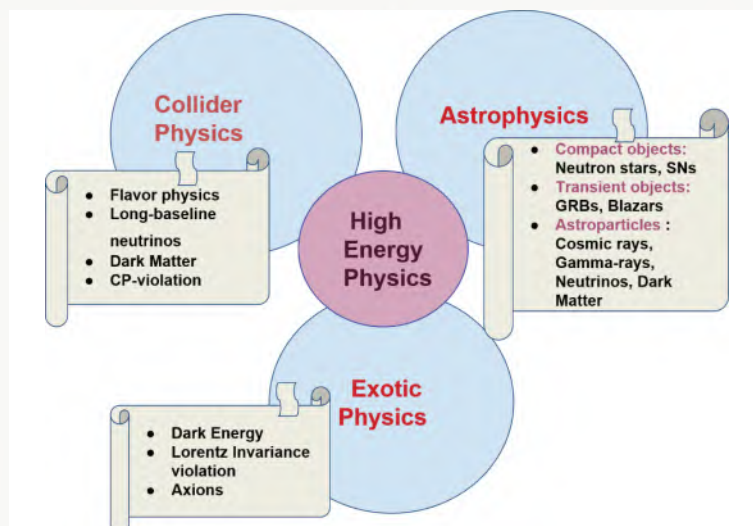 Collider
Physics
● Flavor physics
● Long-baseline
neutrinos
● Dark Matter
● CP-violation
High
Energy
Physics
Astrophysics
● Compact objects:
Neutron stars, SNs
● Transient objects:
GRBs, Blazars
● Astroparticles :
Cosmic rays,
Gamma-rays,
Neutrinos, Dark
Matter
Exotic
Physics
● Dark Energy
● Lorentz Invariance
violation
● Axions